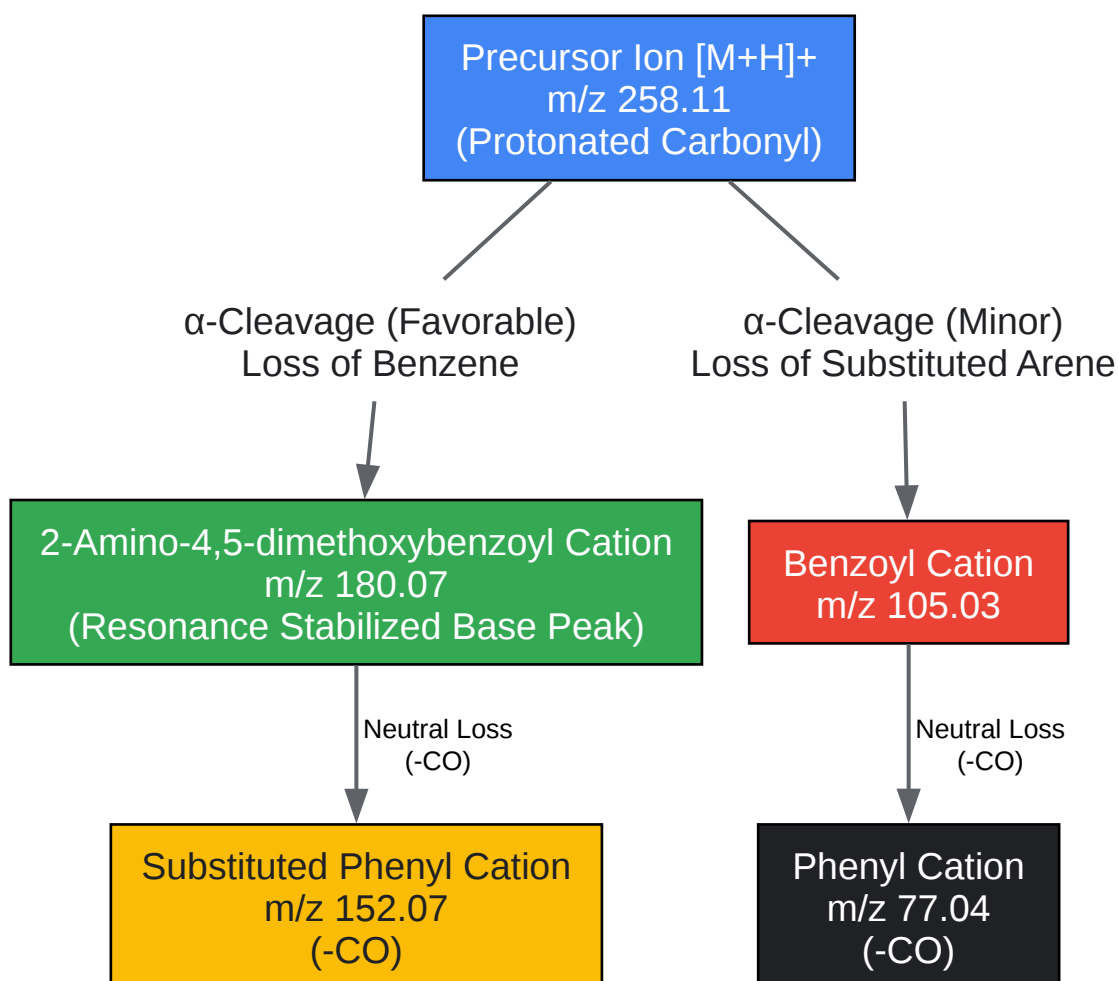 Precursor Ion [M+H]+
m/z 258.11
(Protonated Carbonyl)
α-Cleavage (Favorable)
Loss of Benzene
α-Cleavage (Minor)
Loss of Substituted Arene
2-Amino-4,5-dimethoxybenzoyl Cation
m/z 180.07
(Resonance Stabilized Base Peak)
Benzoyl Cation
m/z 105.03
Neutral Loss
(-CO)
Neutral Loss
(-CO)
Substituted Phenyl Cation
m/z 152.07
(-CO)
Phenyl Cation
m/z 77.04
(-CO)